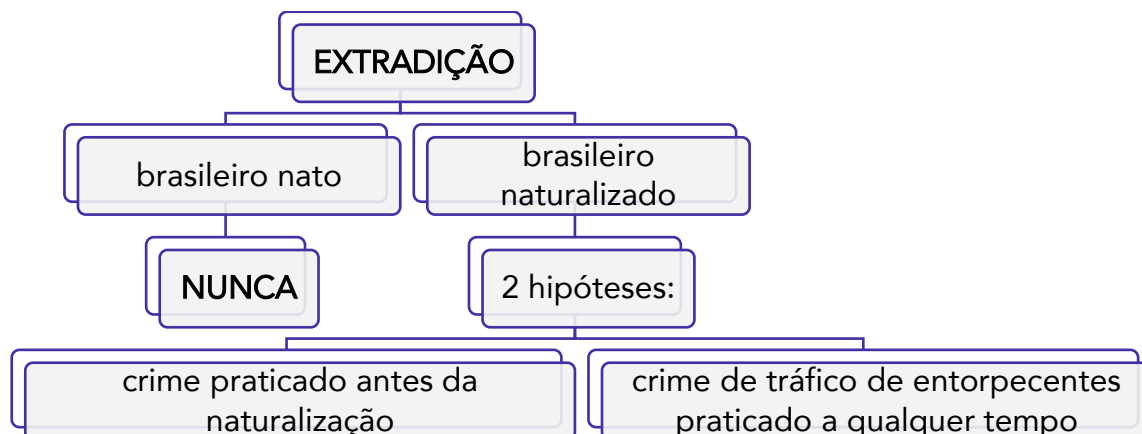 EXTRADIÇÃO
brasileiro nato
brasileiro
naturalizado
NUNCA
2 hipóteses:
crime praticado antes da
naturalização
crime de tráfico de entorpecentes
praticado a qualquer tempo